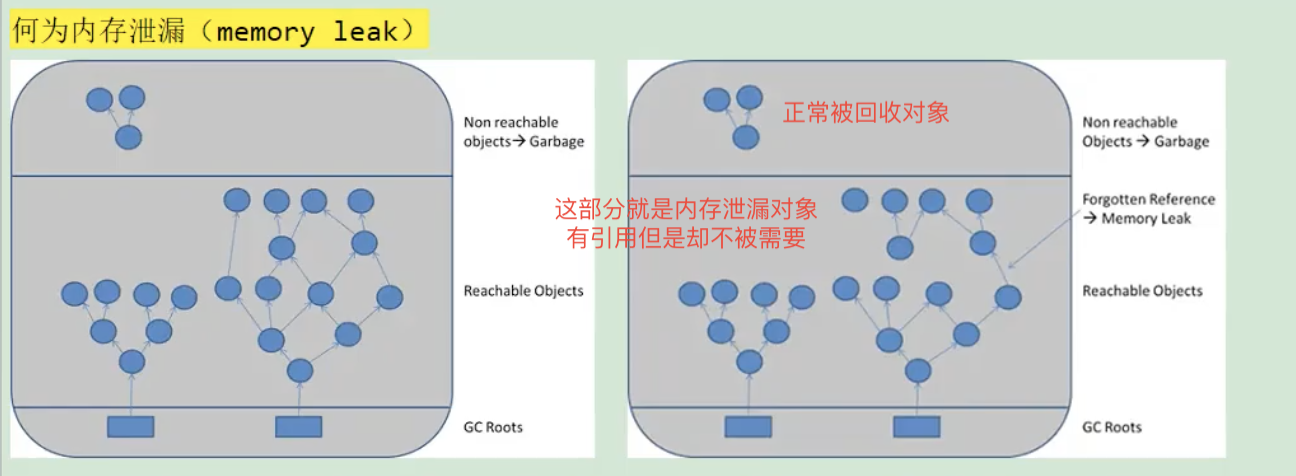 何为内存泄漏（memory leak）
Non reachable
objects→ Garbage
Reachable Objects
GC Roots
正常被回收对象
这部分就是内存泄漏对象
有引用但是却不被需要
Non reachable
Objects → Garbage
Forgotten Reference
→ Memory Leak
Reachable Objects
GC Roots